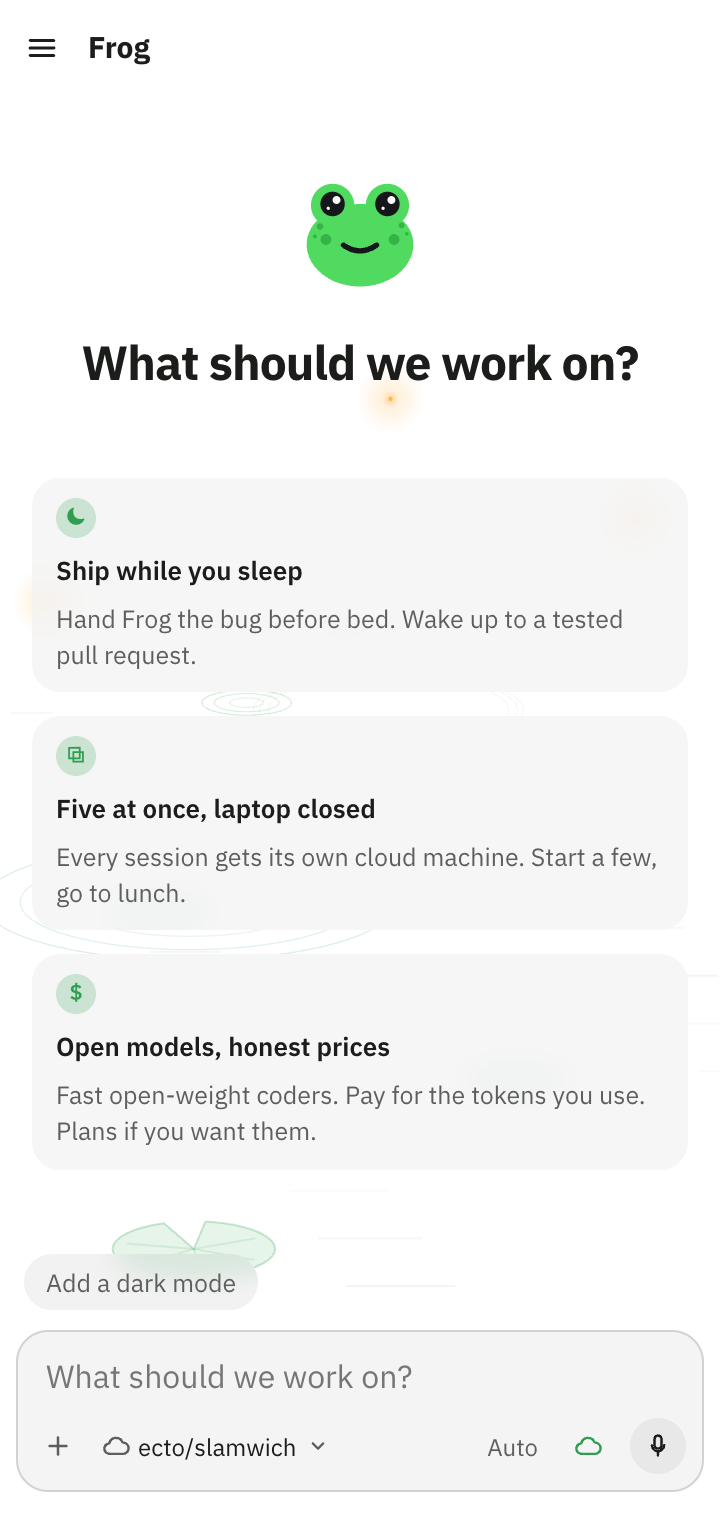 Frog
What should we work on?
Ship while you sleep
Hand Frog the bug before bed. Wake up to a tested
pull request.
Five at once, laptop closed
Every session gets its own cloud machine. Start a few,
go to lunch.
$
Open models, honest prices
Fast open-weight coders. Pay for the tokens you use.
Plans if you want them.
Add a dark mode
What should we work on?
ecto/slamwich Auto